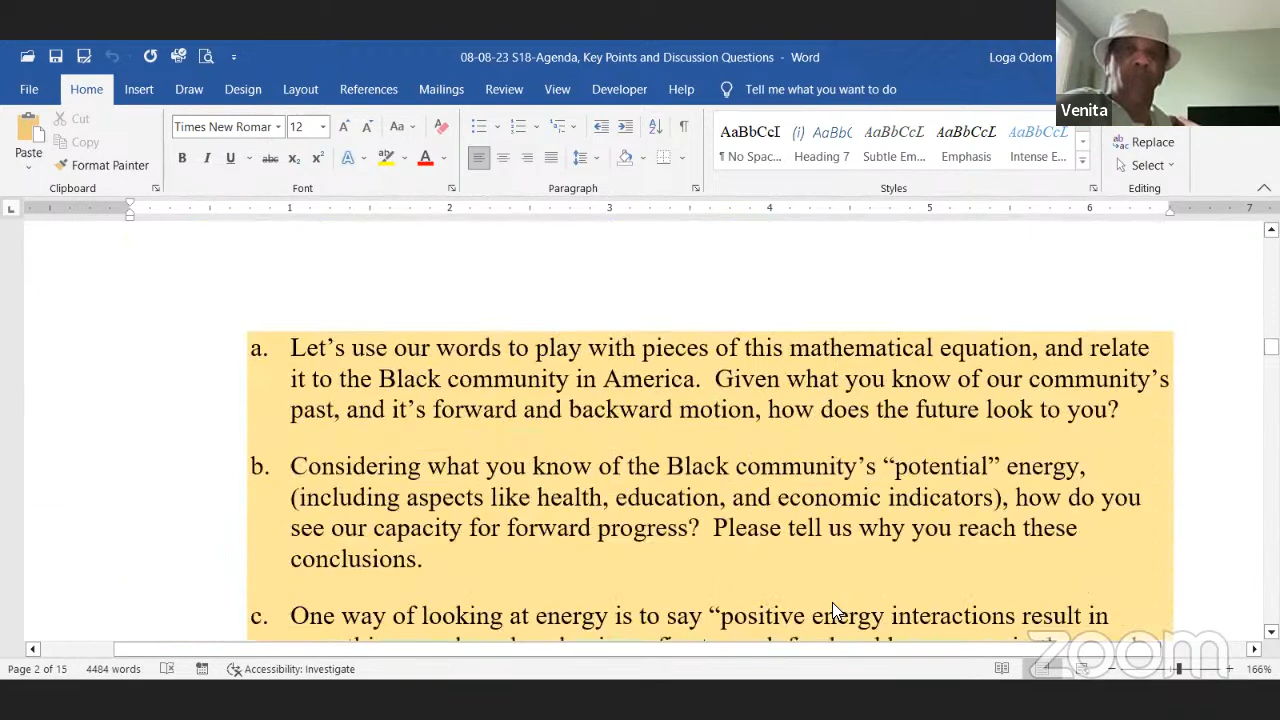 08-08-23 S18-Agenda, Key Points and Discussion Questions - Word
Loga Odom
Venita
File Home Insert Draw Design Layout References Mailings Review View Developer Help Tell me what you want to do
Paste
Cut
Copy
Format Painter
Clipboard
Times New Romar 12
Font
Paragraph
AaBbCcI (i) AaBbC AaBbCcL AaBbCcL AaBbCcL
¶ No Spac... Heading 7 Subtle Em... Emphasis Intense E...
Styles
Replace
Select
Editing
1 2 3 4 5 6 7
a. Let’s use our words to play with pieces of this mathematical equation, and relate
it to the Black community in America. Given what you know of our community’s
past, and it’s forward and backward motion, how does the future look to you?
b. Considering what you know of the Black community’s “potential” energy,
(including aspects like health, education, and economic indicators), how do you
see our capacity for forward progress? Please tell us why you reach these
conclusions.
c. One way of looking at energy is to say “positive energy interactions result in
Page 2 of 15 4484 words Accessibility: Investigate 166%
zoom